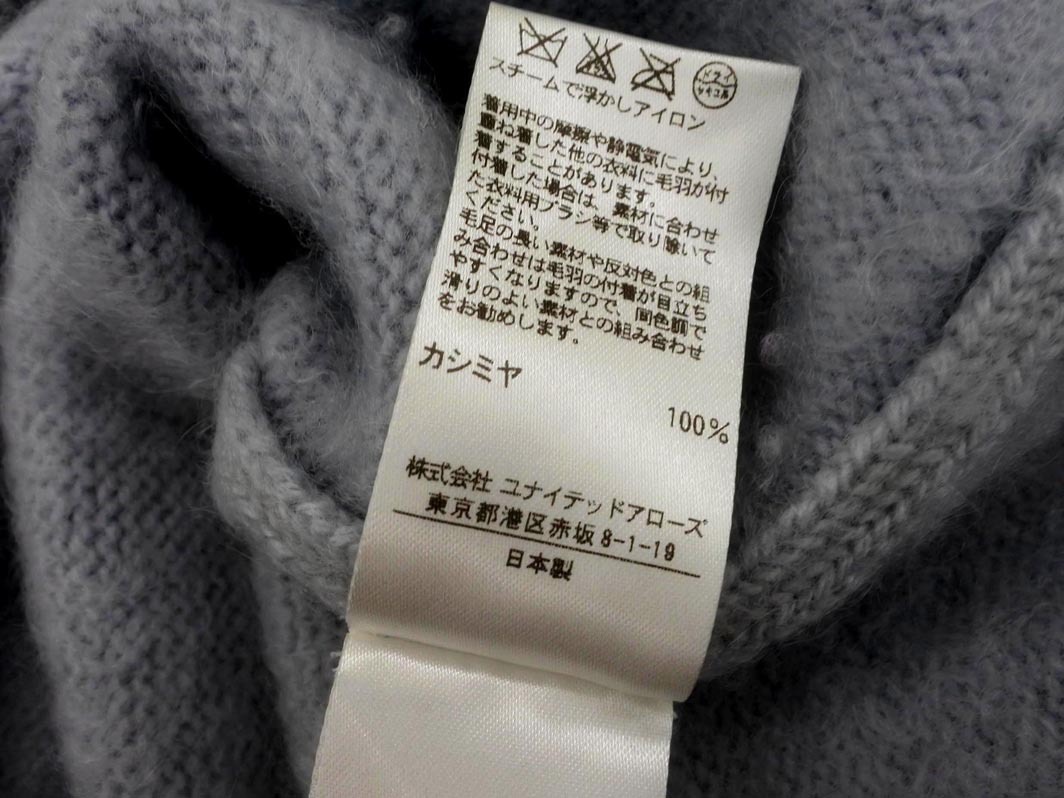 ドライ
セキユ系
スチームで浮かしアイロン
着用中の摩擦や静電気により、
重ね着した他の衣料に毛羽が付
着することがあります。
付着した場合は、素材に合わせ
た衣料用ブラシ等で取り除いて
ください。
毛足の長い素材や反対色との組
み合わせは毛羽の付着が目立ち
やすくなりますので、同色調で
滑りのよい素材との組み合わせ
をお勧めします。
カシミヤ
100%
株式会社 ユナイテッドアローズ
東京都港区赤坂 8-1-19
日本製